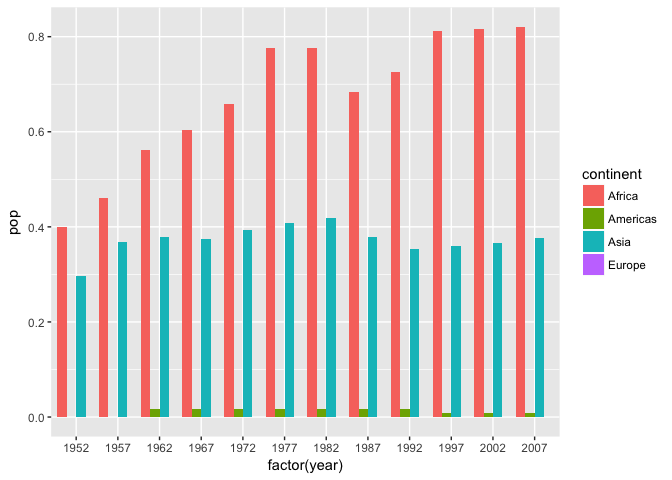 0.8
0.6
0.4
0.2
0.0
pop
1952 1957 1962 1967 1972 1977 1982 1987 1992 1997 2002 2007
factor(year)
continent
Africa
Americas
Asia
Europe